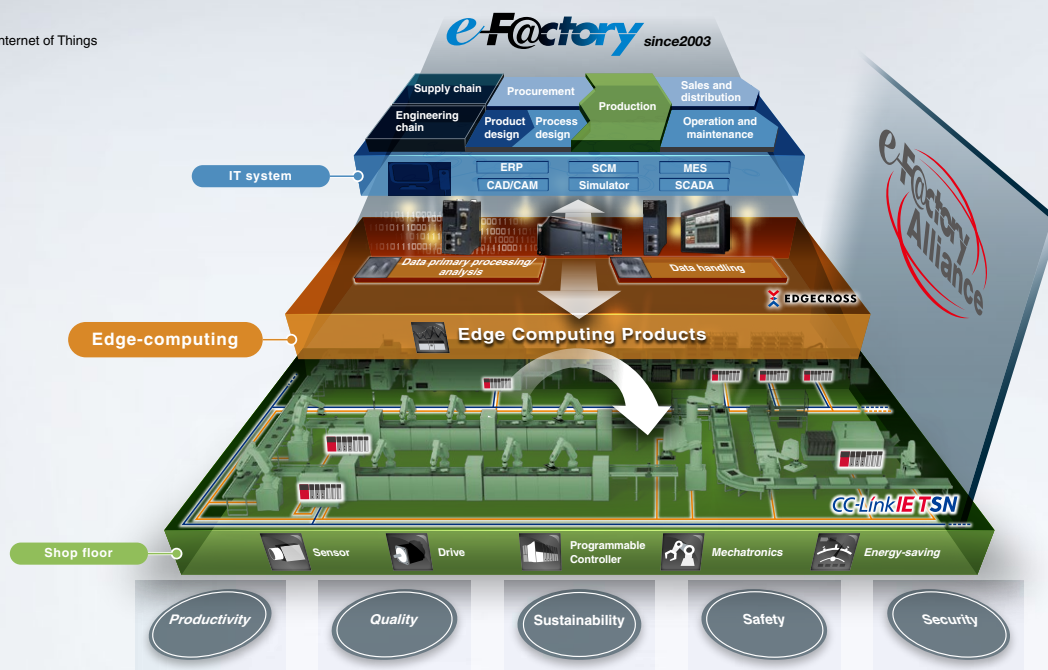 nternet of Things
e-F@ctory since2003
Supply chain
Procurement
Production
Sales and
distribution
Engineering
chain
Product
design
Process
design
Operation and
maintenance
IT system
ERP
SCM
MES
CAD/CAM
Simulator
SCADA
Data primary processing/
analysis
Data handling
EDGECROSS
Edge-computing
Edge Computing Products
e-F@ctory
Alliance
CC-Link IE TSN
Shop floor
Sensor
Drive
Programmable
Controller
Mechatronics
Energy-saving
Productivity
Quality
Sustainability
Safety
Security